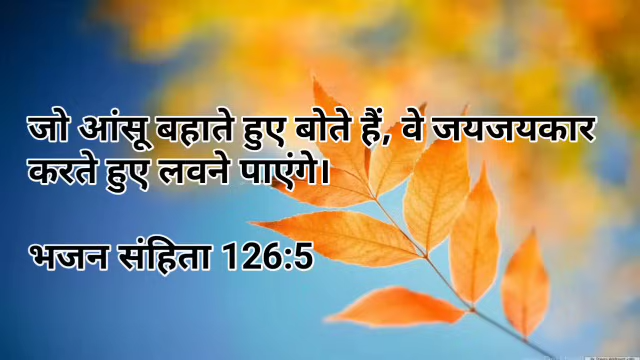 जो आंसू बहाते हुए बोते हैं, वे जयजयकार
करते हुए लवने पाएंगे।
भजन संहिता 126:5